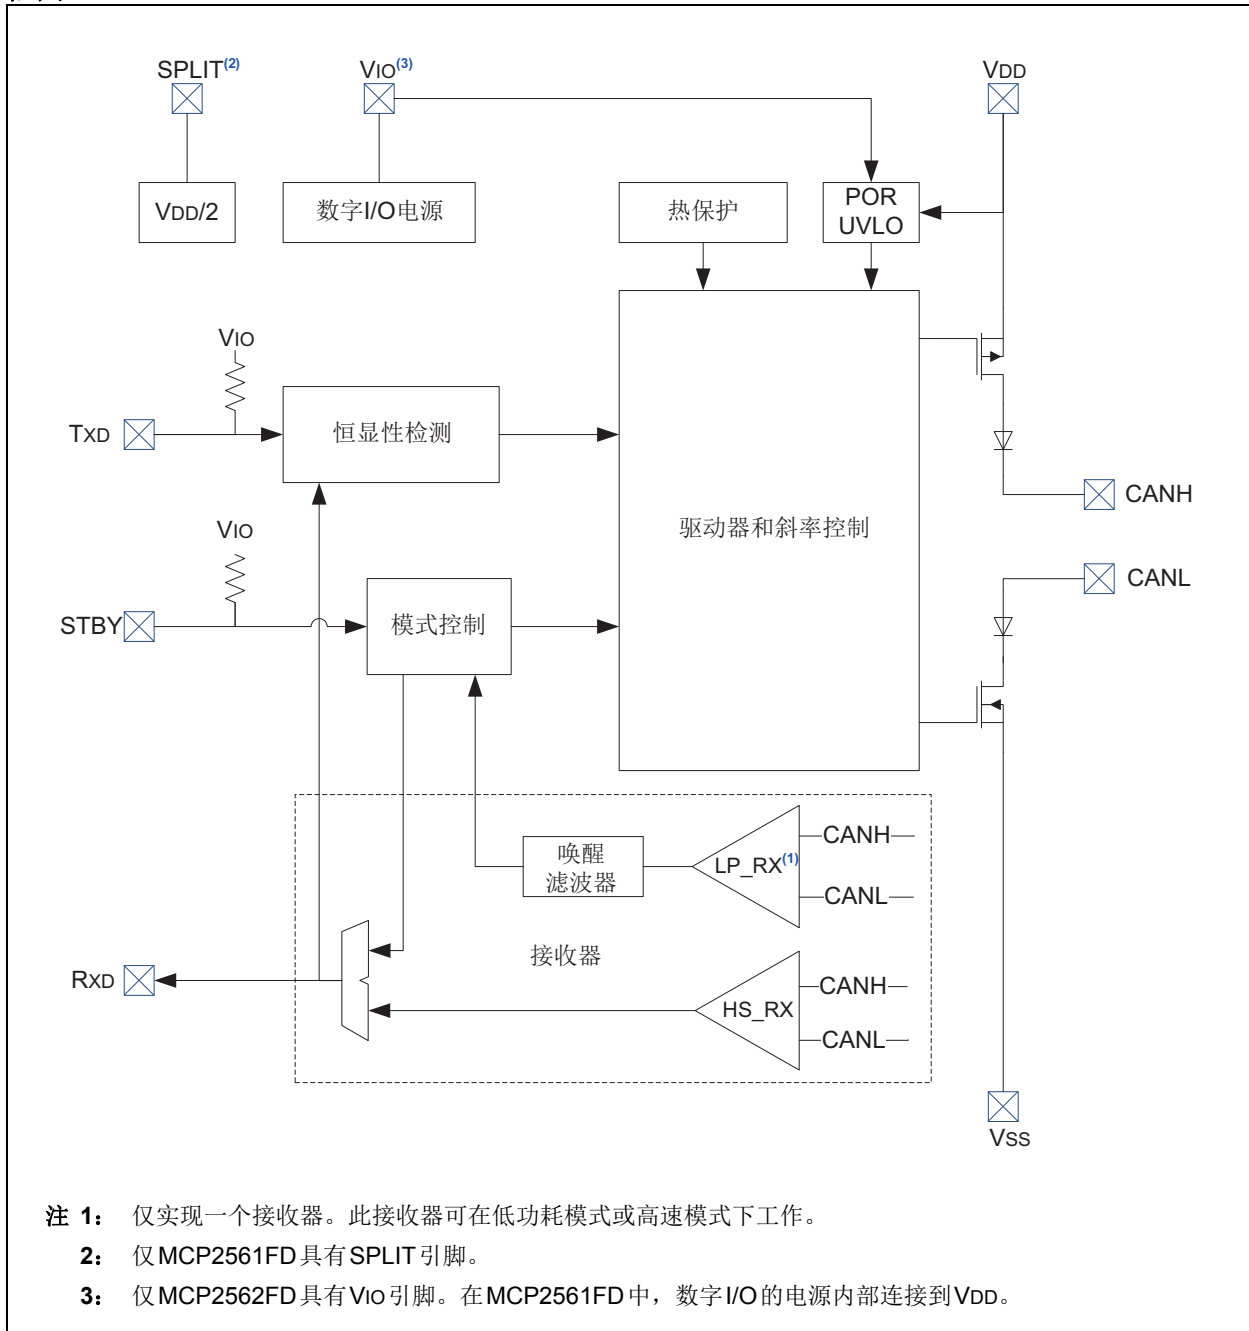 SPLIT(2)
VIO(3)
VDD
VDD/2
数字I/O电源
热保护
POR
UVLO
VIO
TXD
恒显性检测
CANH
驱动器和斜率控制
VIO
CANL
STBY
模式控制
唤醒
滤波器
LP_RX(1)
CANH
CANL
接收器
RXD
HS_RX
CANH
CANL
VSS
注 1： 仅实现一个接收器。此接收器可在低功耗模式或高速模式下工作。
2： 仅MCP2561FD具有SPLIT引脚。
3： 仅MCP2562FD具有VIO引脚。在MCP2561FD中，数字I/O的电源内部连接到VDD。